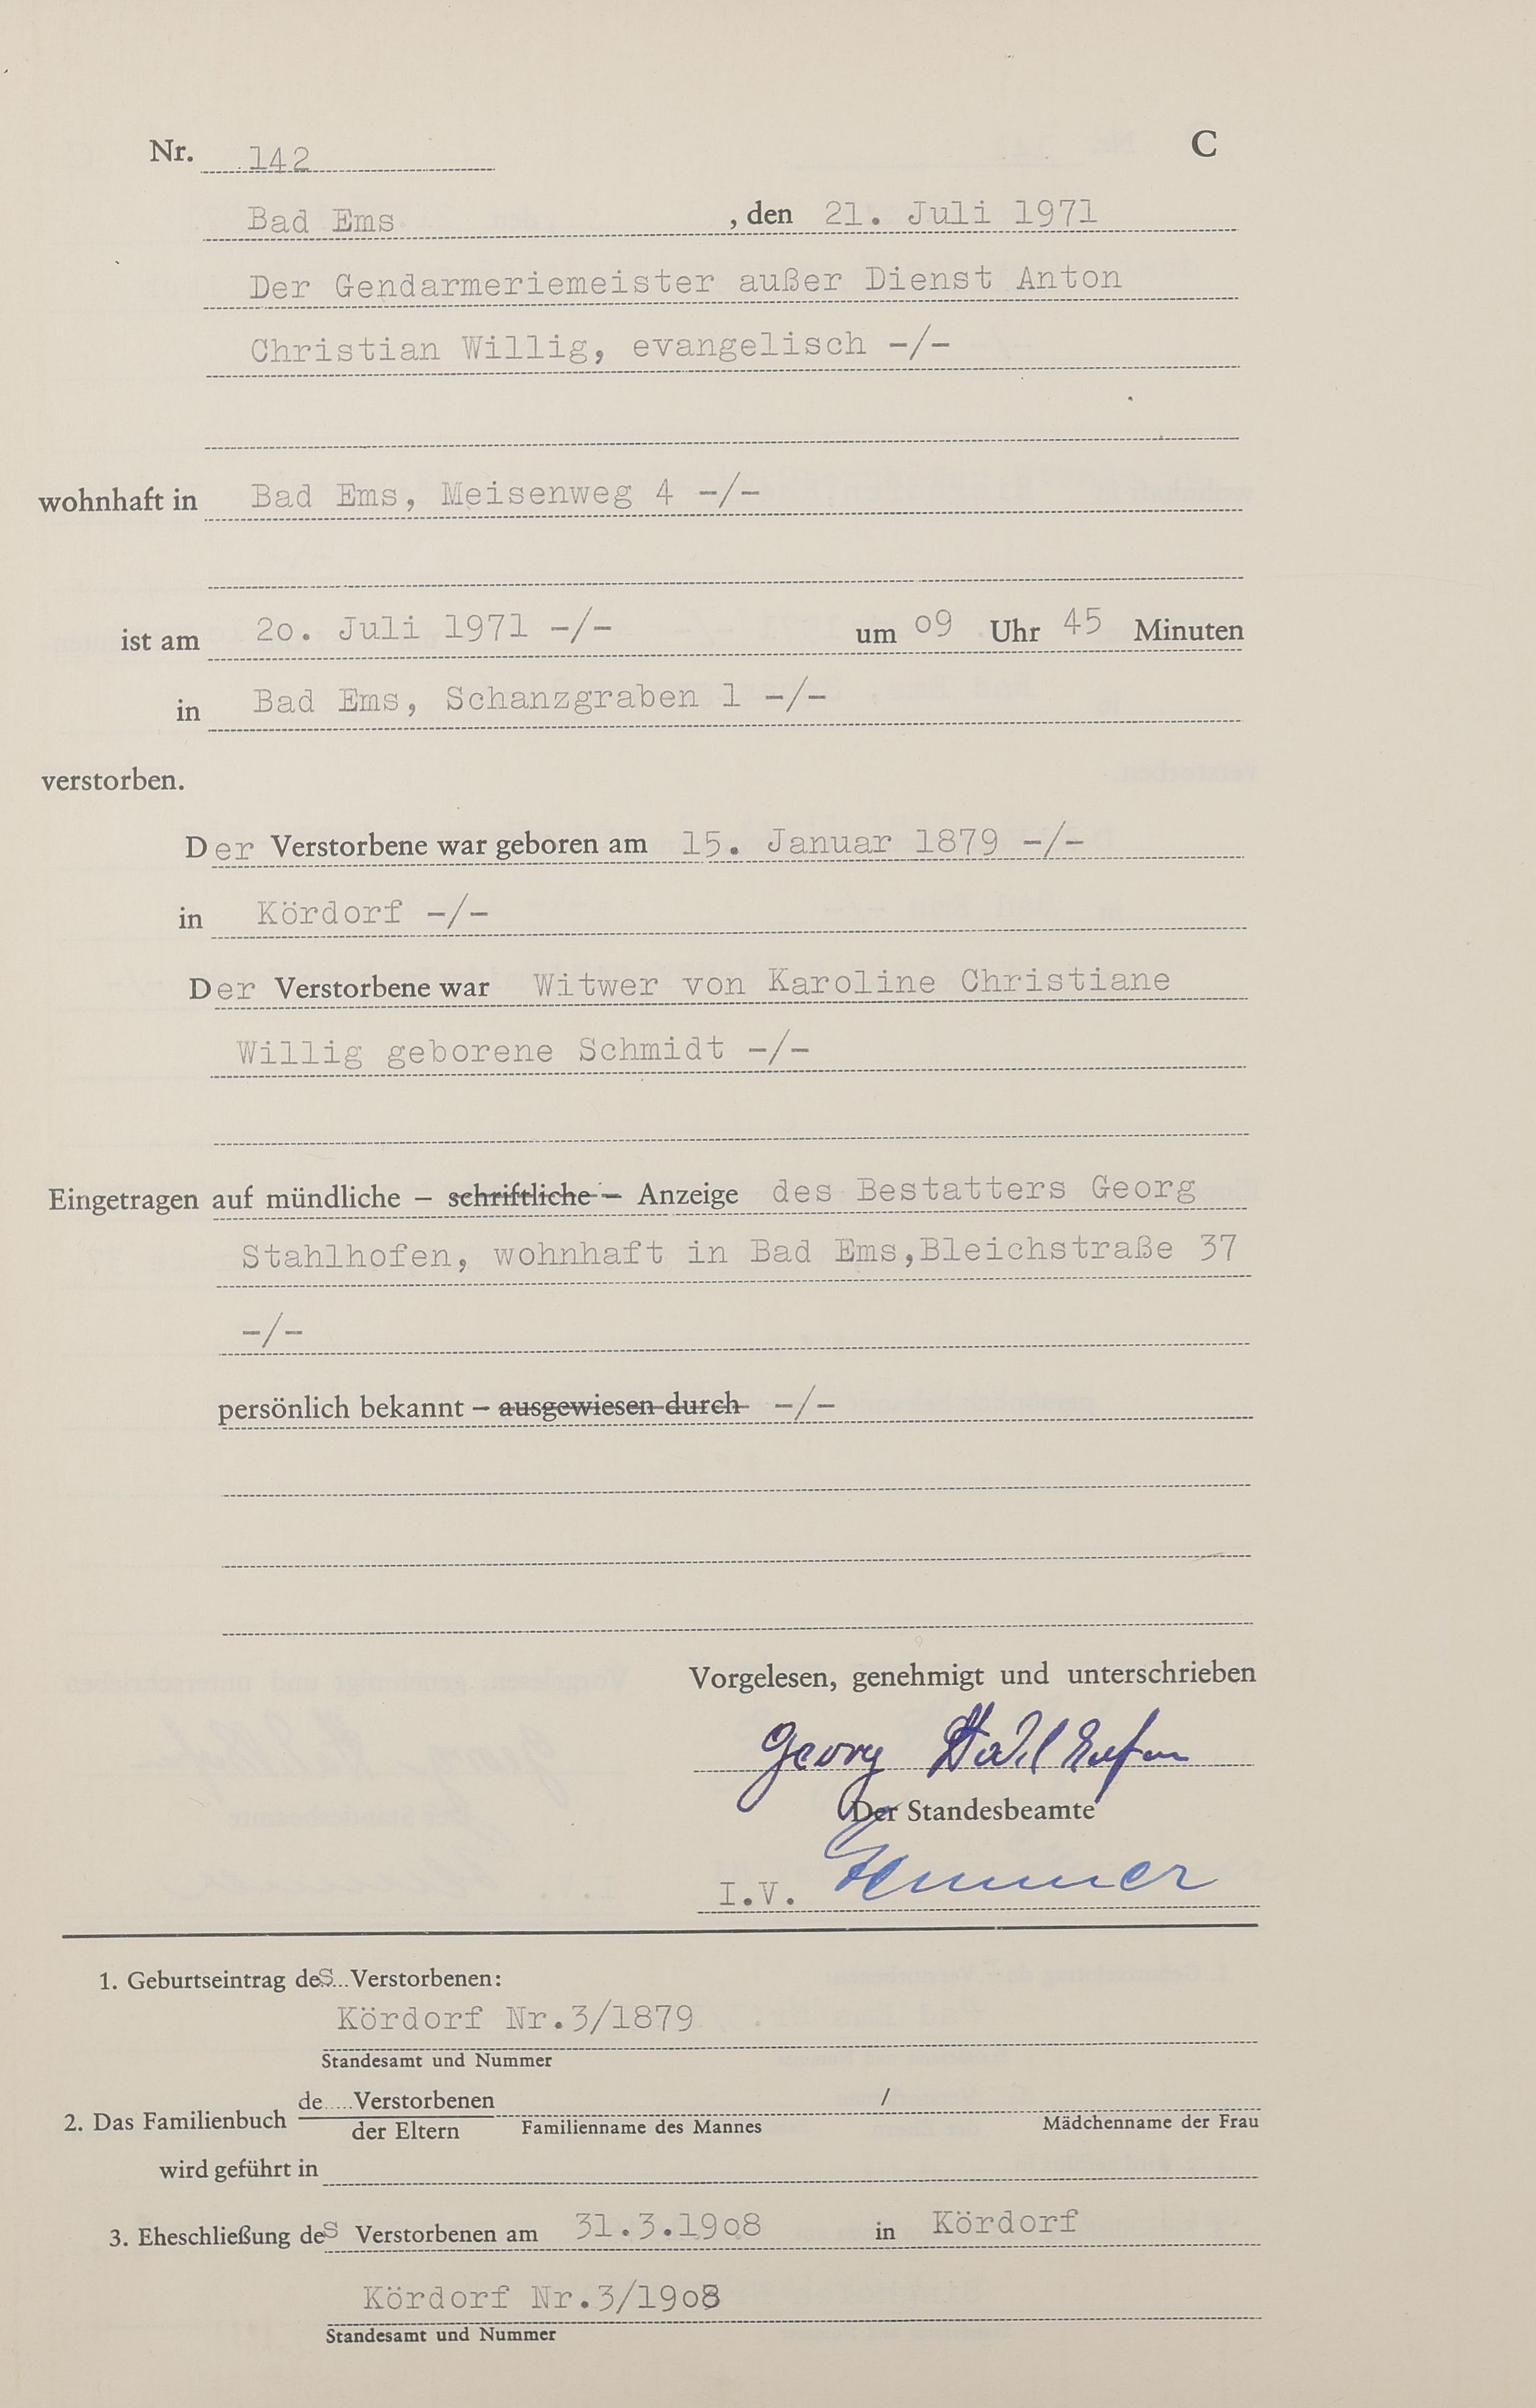 Nr. 142 C
Bad Ems , den 21. Juli 1971
Der Gendarmeriemeister außer Dienst Anton
Christian Willig, evangelisch -/-
wohnhaft in Bad Ems, Meisenweg 4 -/-
ist am 2o. Juli 1971 -/- um o9 Uhr 45 Minuten
in Bad Ems, Schanzgraben 1 -/-
verstorben.
Der Verstorbene war geboren am 15. Januar 1879 -/-
in Kördorf -/-
Der Verstorbene war Witwer von Karoline Christiane
Willig geborene Schmidt -/-
Eingetragen auf mündliche – schriftliche – Anzeige des Bestatters Georg
Stahlhofen, wohnhaft in Bad Ems,Bleichstraße 37
-/-
persönlich bekannt – ausgewiesen durch -/-
Vorgelesen, genehmigt und unterschrieben
Georg Stahlhofen
Der Standesbeamte
I.V.
1. Geburtseintrag des Verstorbenen:
Kördorf Nr.3/1879
Standesamt und Nummer
de..... Verstorbenen /
2. Das Familienbuch
der Eltern Familienname des Mannes Mädchenname der Frau
wird geführt in
3. Eheschließung des Verstorbenen am 31.3.19o8 in Kördorf
Kördorf Nr.3/19o8
Standesamt und Nummer